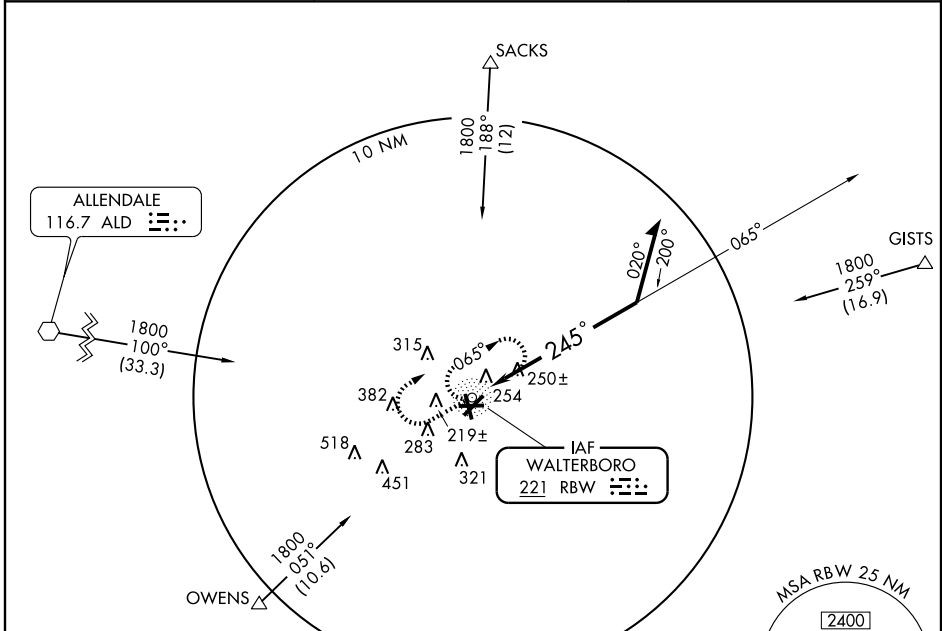 SACKS
1800
188°
(12)
10 NM
ALLENDALE
116.7 ALD
020°
200°
065°
GISTS
1800
259°
(16.9)
1800
100°
(33.3)
245°
315
065°
250±
382
254
283
219±
518
451
321
IAF
WALTERBORO
221 RBW
1800
051°
(10.6)
OWENS
MSA RBW 25 NM
2400